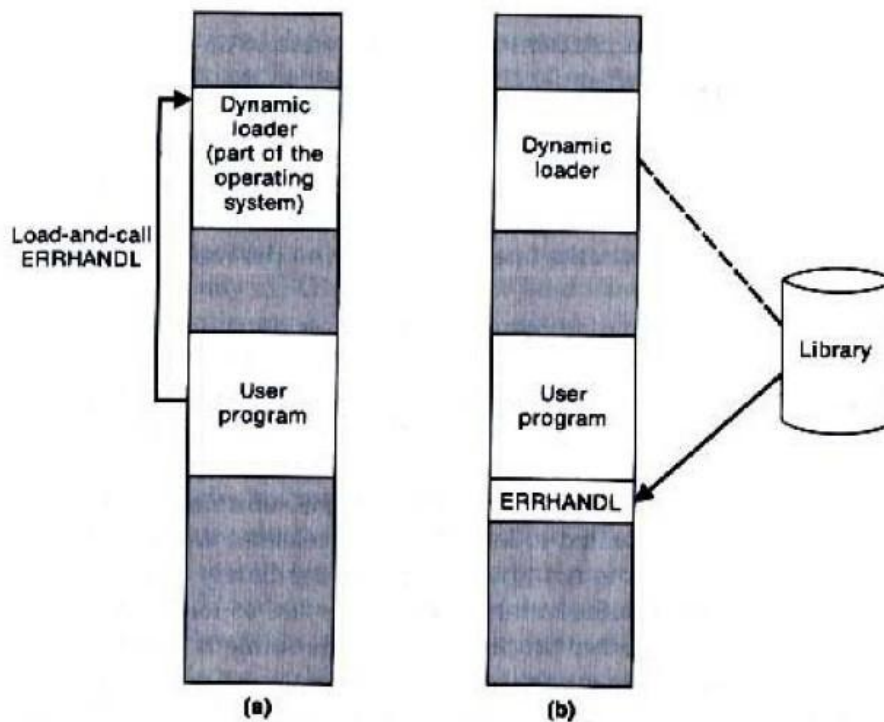 Dynamic
loader
(part of the
operating
system)
Load-and-call
ERRHANDL
User
program
(a)
Dynamic
loader
Library
User
program
ERRHANDL
(b)